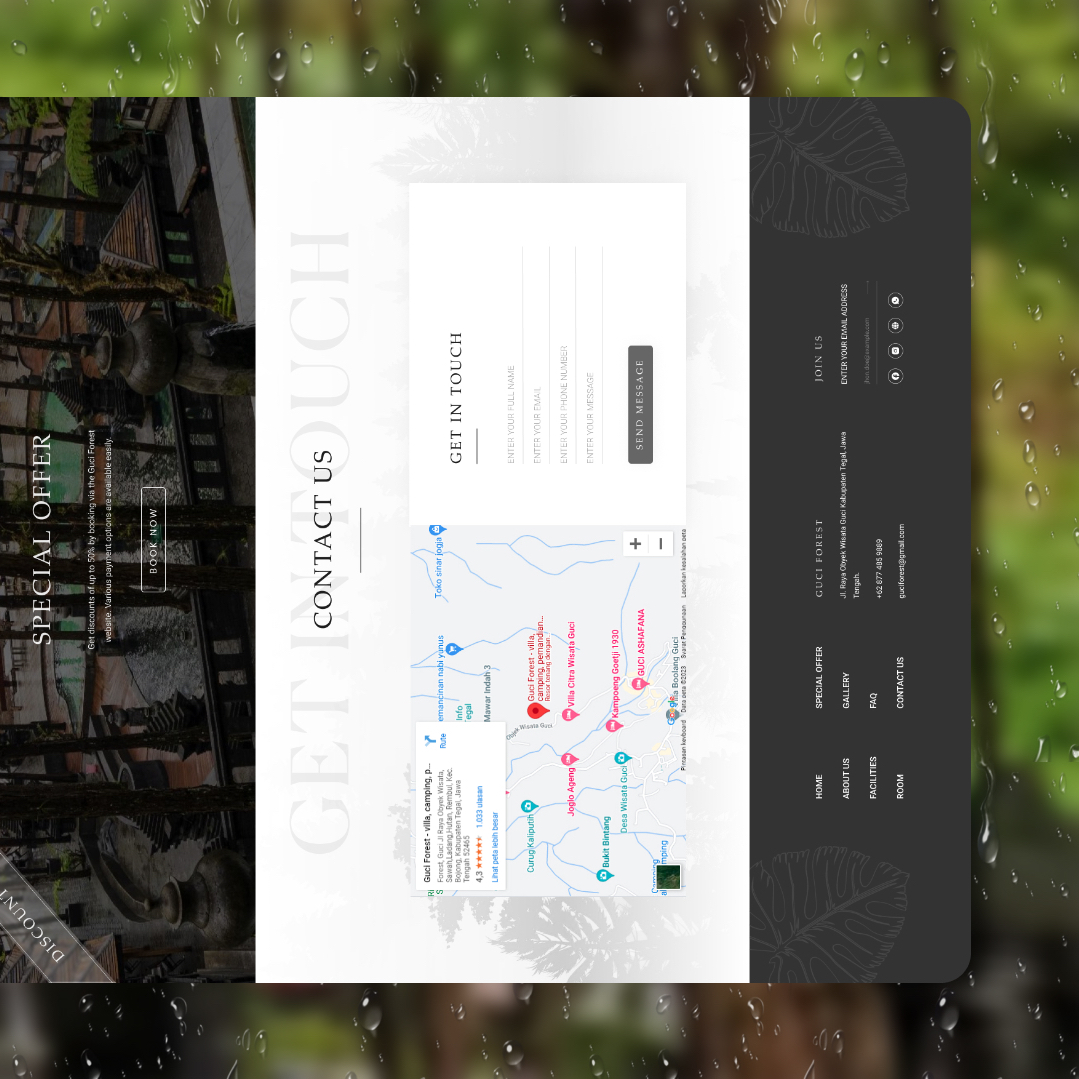 DISCOUNT
SPECIAL OFFER
Get discounts of up to 50% by booking via the Guci Forest
website. Various payment options are available easily.
BOOK NOW
GET IN TOUCH
CONTACT US
Guci Forest - villa, camping, p...
Forest, Guci Jl Raya Obyek Wisata,
Sawah,Ladang,Hutan, Rembul, Kec.
Bojong, Kabupaten Tegal, Jawa
Tengah 52465
4,3 ★★★★★ 1.033 ulasan
Lihat peta lebih besar
Rute
emancinan nabi yunus
Toko sinar jogja
Info
Mawar Indah 3
Obyek Wisata Guci
Guci Forest - villa,
camping, pemandian...
Resor tenang dengan
Curug Kaliputih
Joglo Ageng
Villa Citra Wisata Guci
Bukit Bintang
Desa Wisata Guci
Kampoeng Goetji 1930
GUCI ASHAFANA
Villa Boolang Guci
Camping
Pintasan keyboard
Data peta ©2023
Syarat Penggunaan
Laporkan kesalahan peta
GET IN TOUCH
ENTER YOUR FULL NAME
ENTER YOUR EMAIL
ENTER YOUR PHONE NUMBER
ENTER YOUR MESSAGE
SEND MESSAGE
HOME
ABOUT US
FACILITIES
ROOM
SPECIAL OFFER
GALLERY
FAQ
CONTACT US
GUCI FOREST
Jl. Raya Obyek Wisata Guci Kabupaten Tegal, Jawa
Tengah.
+62 877 485 9889
guciforest@gmail.com
JOIN US
ENTER YOUR EMAIL ADDRESS
jhon.doe@example.com